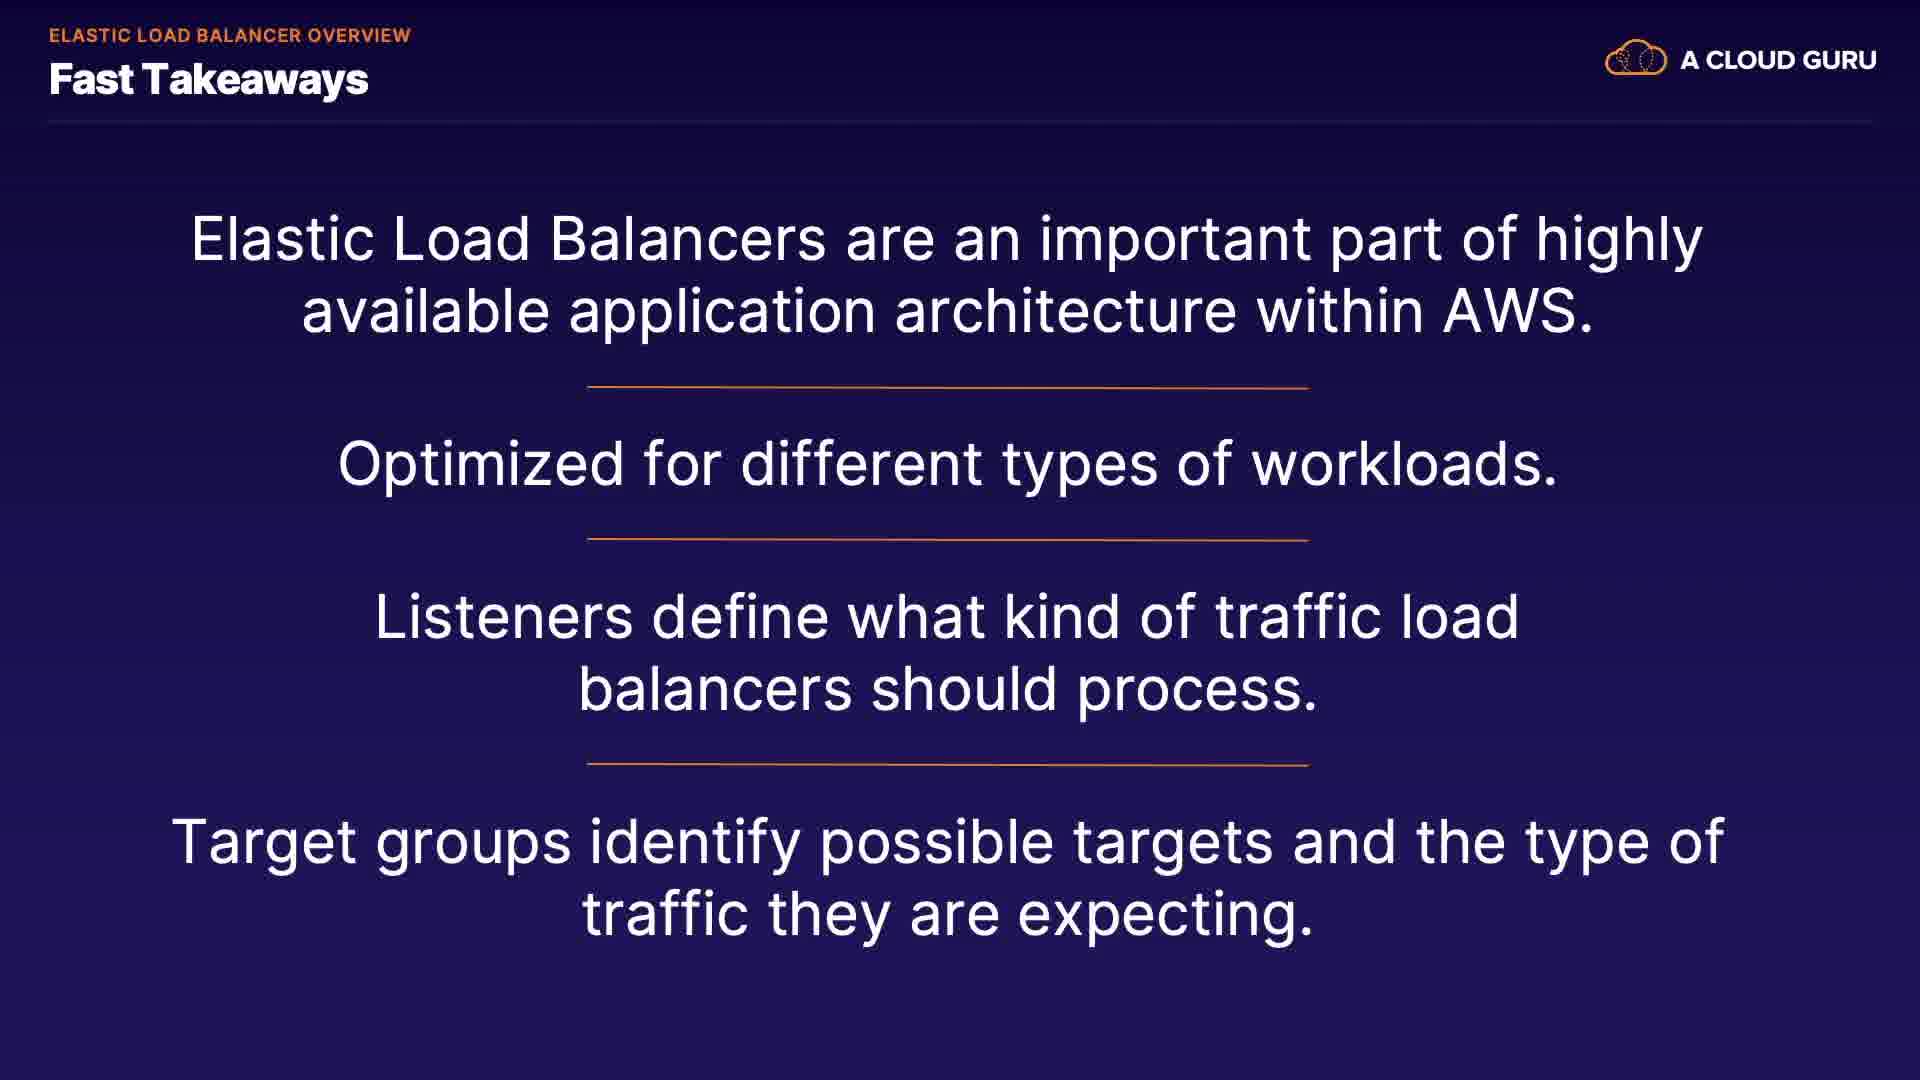 ELASTIC LOAD BALANCER OVERVIEW
Fast Takeaways
A CLOUD GURU
Elastic Load Balancers are an important part of highly
available application architecture within AWS.
Optimized for different types of workloads.
Listeners define what kind of traffic load
balancers should process.
Target groups identify possible targets and the type of
traffic they are expecting.